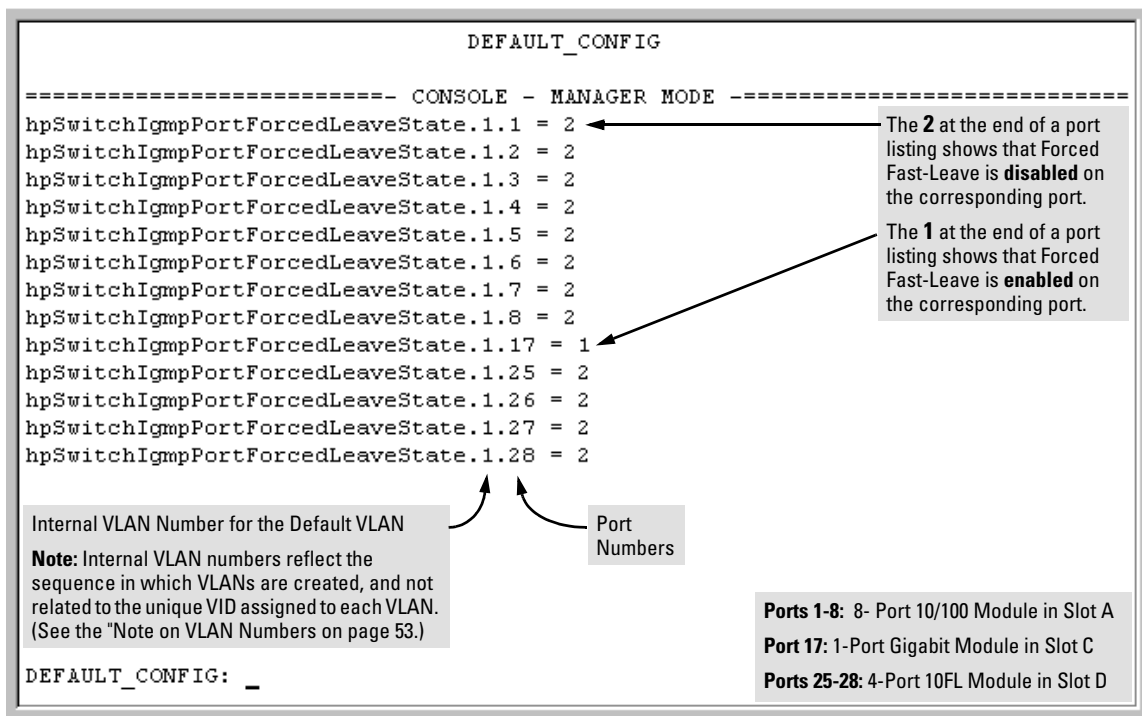 DEFAULT_CONFIG
===========================- CONSOLE - MANAGER MODE -=============================
hpSwitchIgmpPortForcedLeaveState.1.1 = 2
hpSwitchIgmpPortForcedLeaveState.1.2 = 2
hpSwitchIgmpPortForcedLeaveState.1.3 = 2
hpSwitchIgmpPortForcedLeaveState.1.4 = 2
hpSwitchIgmpPortForcedLeaveState.1.5 = 2
hpSwitchIgmpPortForcedLeaveState.1.6 = 2
hpSwitchIgmpPortForcedLeaveState.1.7 = 2
hpSwitchIgmpPortForcedLeaveState.1.8 = 2
hpSwitchIgmpPortForcedLeaveState.1.17 = 1
hpSwitchIgmpPortForcedLeaveState.1.25 = 2
hpSwitchIgmpPortForcedLeaveState.1.26 = 2
hpSwitchIgmpPortForcedLeaveState.1.27 = 2
hpSwitchIgmpPortForcedLeaveState.1.28 = 2
The 2 at the end of a port
listing shows that Forced
Fast-Leave is disabled on
the corresponding port.
The 1 at the end of a port
listing shows that Forced
Fast-Leave is enabled on
the corresponding port.
Internal VLAN Number for the Default VLAN
Note: Internal VLAN numbers reflect the
sequence in which VLANs are created, and not
related to the unique VID assigned to each VLAN.
(See the "Note on VLAN Numbers on page 53.)
Port
Numbers
Ports 1-8: 8- Port 10/100 Module in Slot A
Port 17: 1-Port Gigabit Module in Slot C
Ports 25-28: 4-Port 10FL Module in Slot D
DEFAULT_CONFIG: _